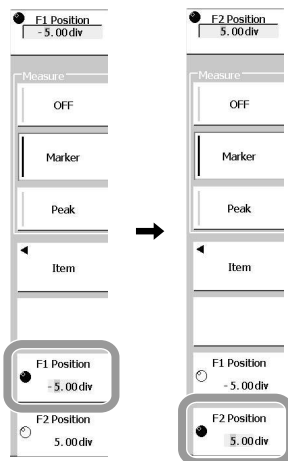 F1 Position
-5.00div
Measure
OFF
Marker
Peak
Item
F1 Position
-5.00div
F2 Position
5.00div
F2 Position
5.00div
Measure
OFF
Marker
Peak
Item
F1 Position
-5.00div
F2 Position
5.00div